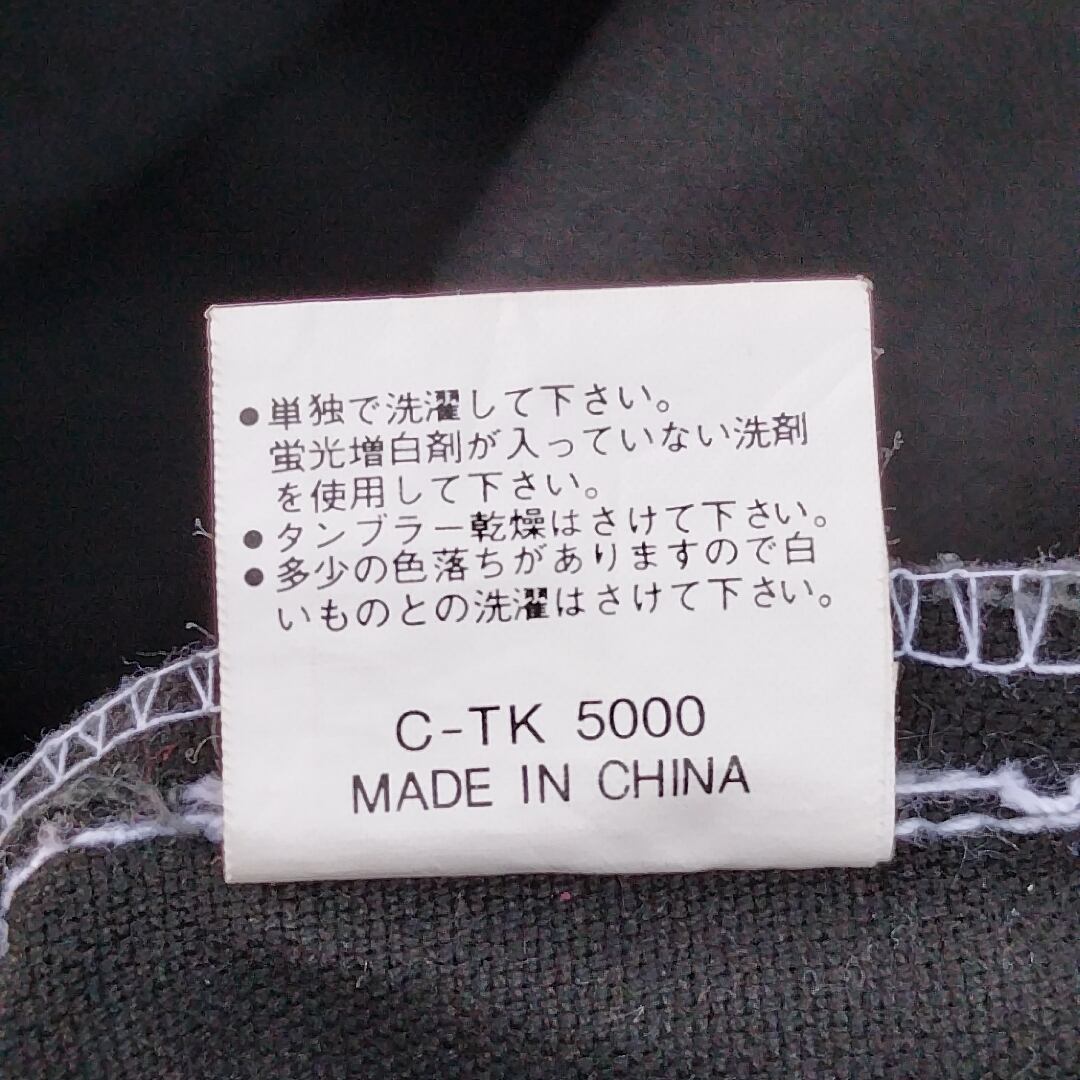 ●単独で洗濯して下さい。
蛍光増白剤が入っていない洗剤
を使用して下さい。
●タンブラー乾燥はさけて下さい。
●多少の色落ちがありますので白
いものとの洗濯はさけて下さい。
C-TK 5000
MADE IN CHINA